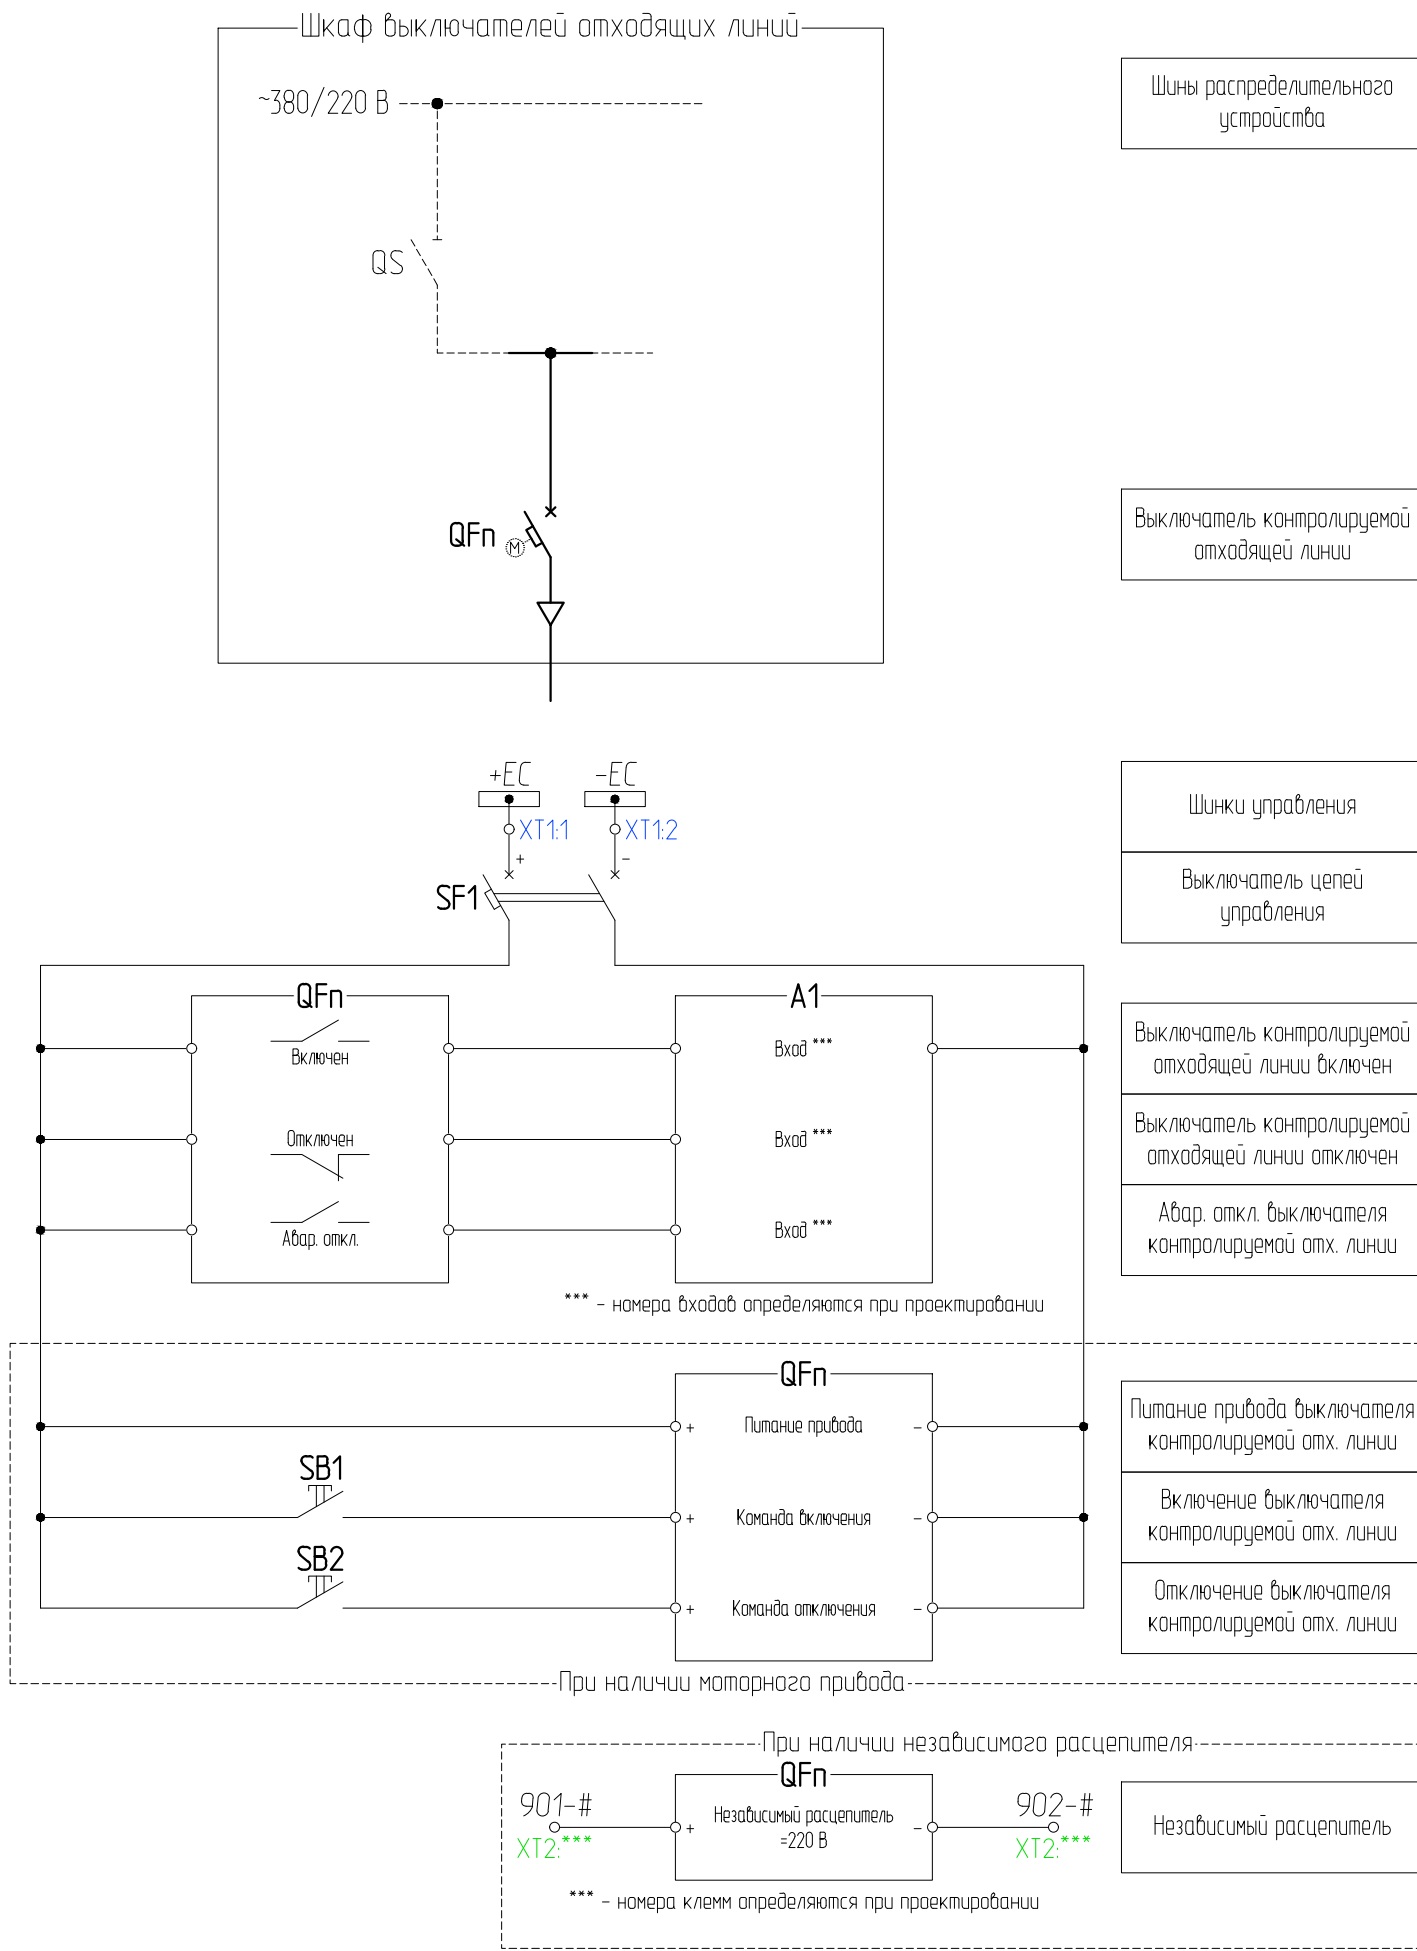 Шкаф выключателей отходящих линий
~380/220 В
Шины распределительного
устройства
QS
QFn
M
Выключатель контролируемой
отходящей линии
+EC
-EC
XT1:1
XT1:2
+
-
Шинки управления
SF1
Выключатель цепей
управления
QFn
A1
Включен
Вход ***
Выключатель контролируемой
отходящей линии включен
Отключен
Вход ***
Выключатель контролируемой
отходящей линии отключен
Авар. откл.
Вход ***
Авар. откл. выключателя
контролируемой отх. линии
*** - номера входов определяются при проектировании
QFn
+ Питание привода -
Питание привода выключателя
контролируемой отх. линии
SB1
+ Команда включения -
Включение выключателя
контролируемой отх. линии
SB2
+ Команда отключения -
Отключение выключателя
контролируемой отх. линии
При наличии моторного привода
При наличии независимого расцепителя
QFn
901-#
XT2:***
+ Независимый расцепитель -
=220 В
902-#
XT2:***
Независимый расцепитель
*** - номера клемм определяются при проектировании